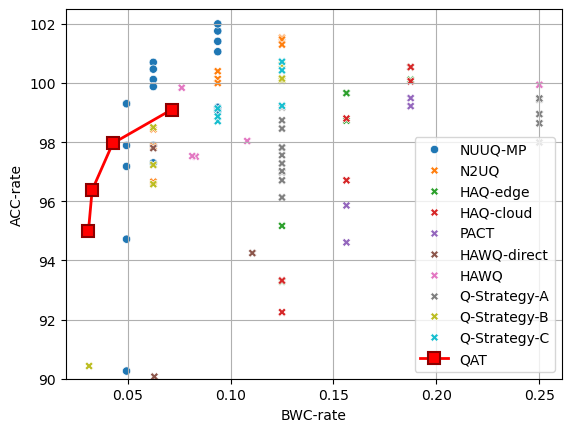 102
100
98
96
94
92
90
ACC-rate
NUUQ-MP
N2UQ
HAQ-edge
HAQ-cloud
PACT
HAWQ-direct
HAWQ
Q-Strategy-A
Q-Strategy-B
Q-Strategy-C
QAT
0.05
0.10
0.15
0.20
0.25
BWC-rate